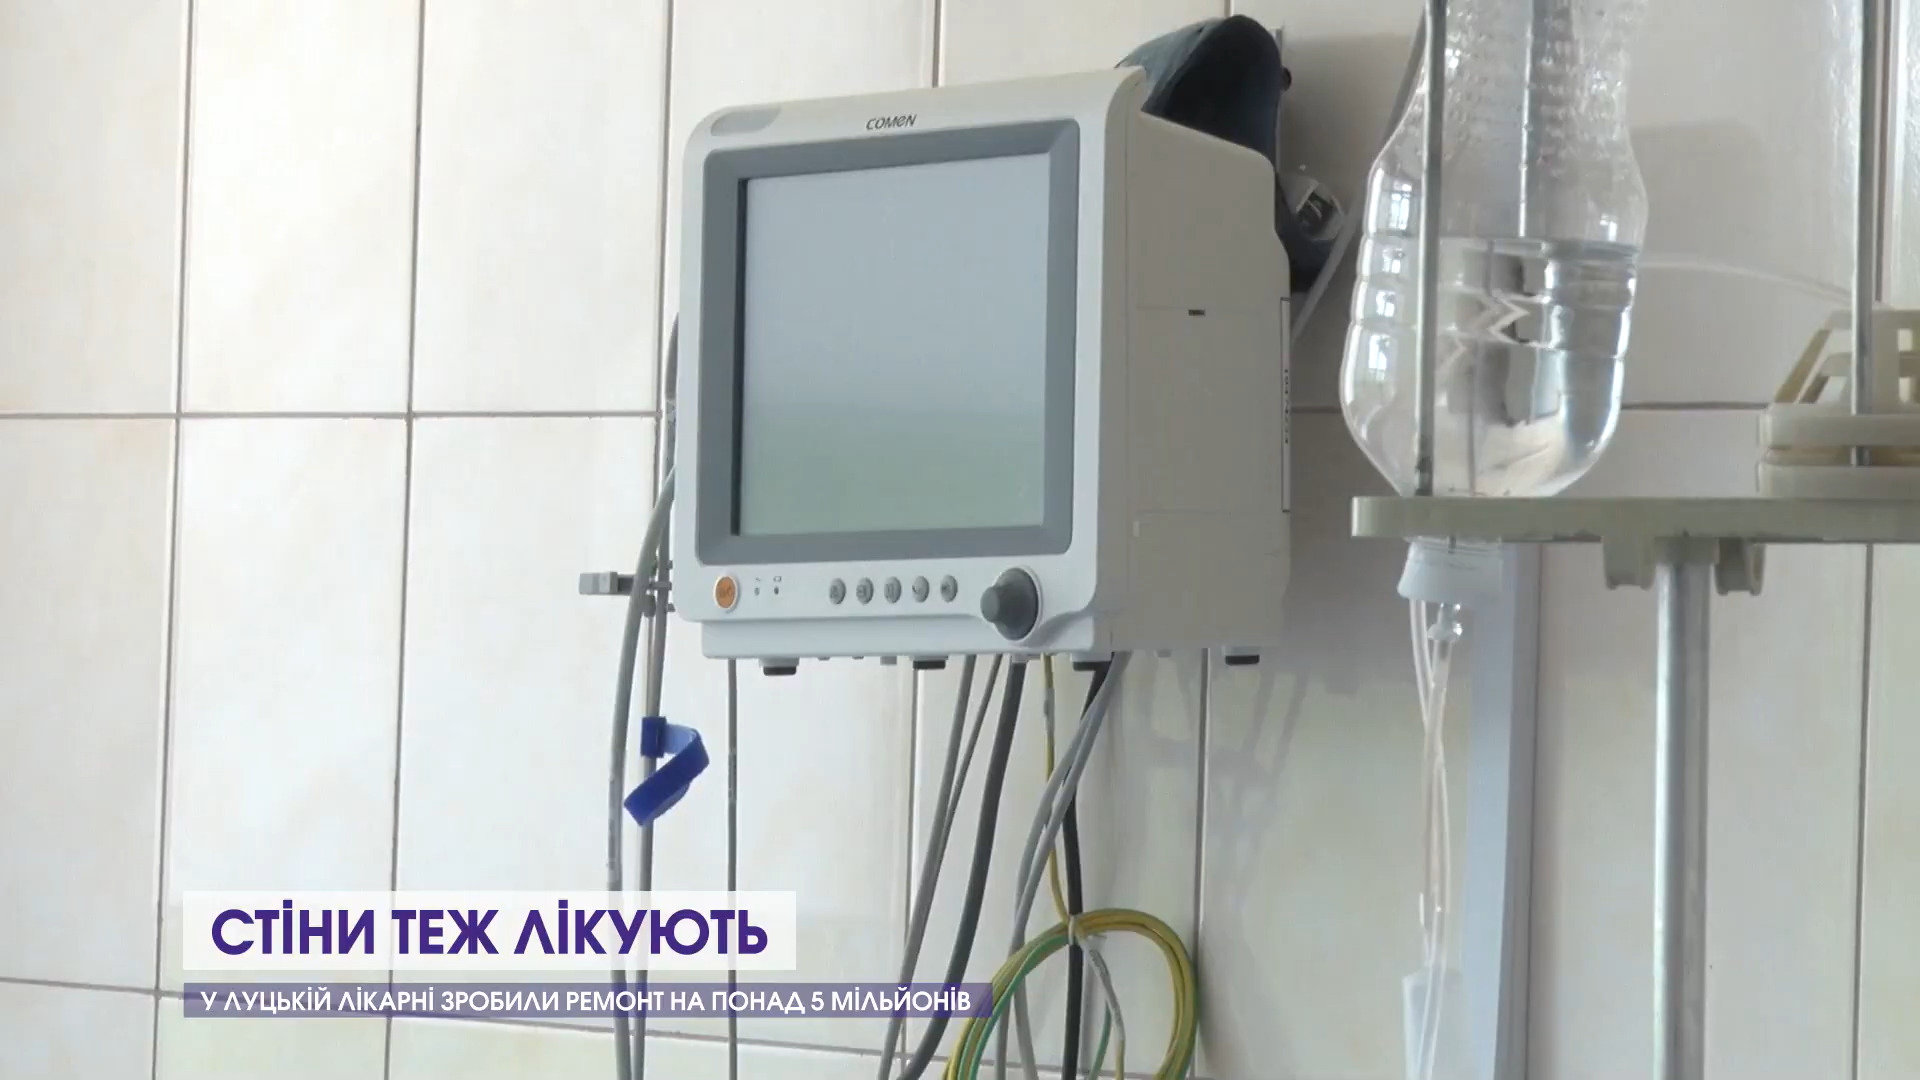 COMEN
СТІНИ ТЕЖ ЛІКУЮТЬ
У ЛУЦЬКІЙ ЛІКАРНІ ЗРОБИЛИ РЕМОНТ НА ПОНАД 5 МІЛЬЙОНІВ